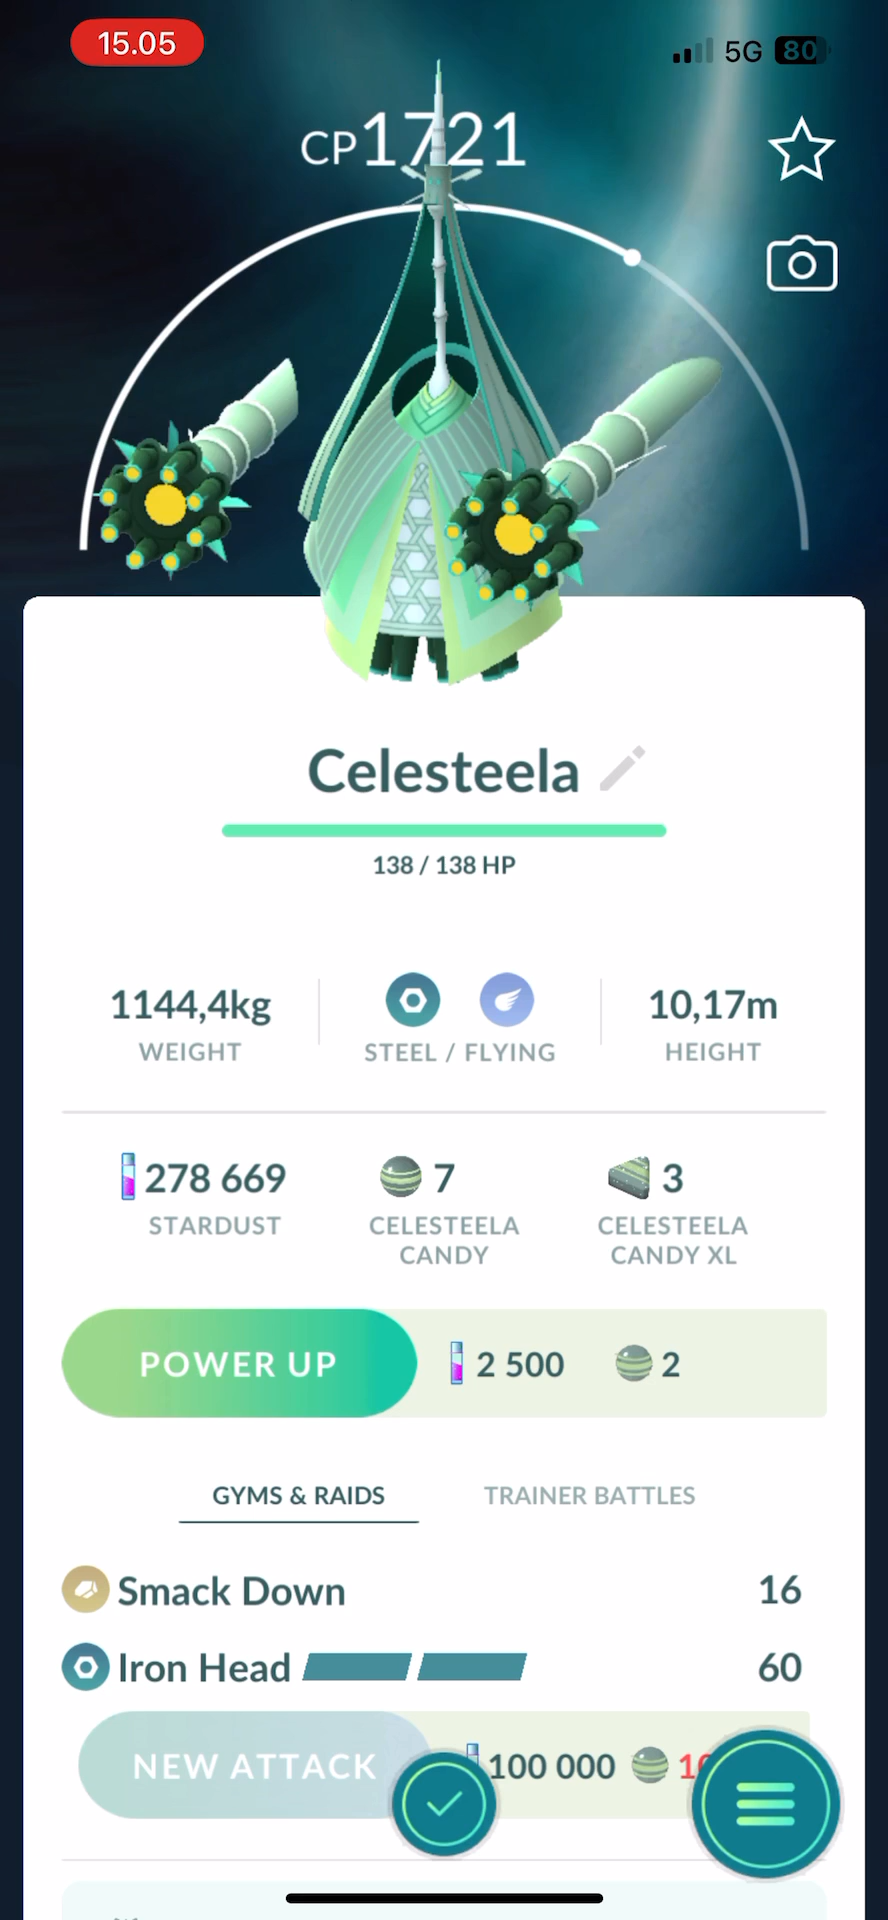 15.05
5G 80
CP1721
Celesteela
138 / 138 HP
1144,4kg
WEIGHT
STEEL / FLYING
10,17m
HEIGHT
278 669
STARDUST
7
CELESTEELA
CANDY
3
CELESTEELA
CANDY XL
POWER UP 2 500 2
GYMS & RAIDS TRAINER BATTLES
Smack Down 16
Iron Head 60
NEW ATTACK 100 000